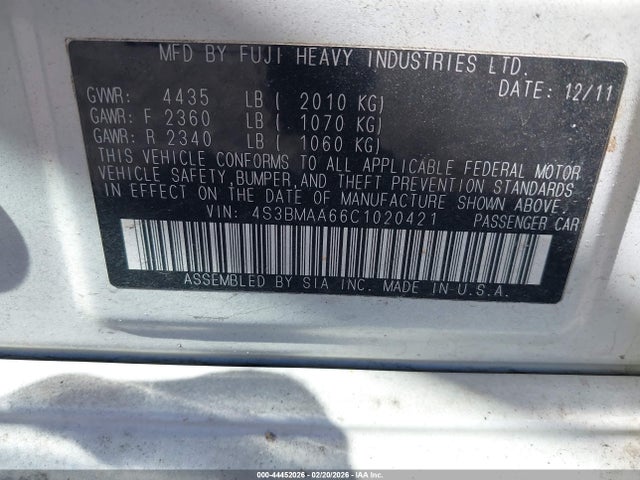 MFD BY FUJI HEAVY INDUSTRIES LTD.
DATE: 12/11
GVWR: 4435 LB ( 2010 KG)
GAWR: F 2360 LB ( 1070 KG)
GAWR: R 2340 LB ( 1060 KG)
THIS VEHICLE CONFORMS TO ALL APPLICABLE FEDERAL MOTOR
VEHICLE SAFETY, BUMPER, AND THEFT PREVENTION STANDARDS
IN EFFECT ON THE DATE OF MANUFACTURE SHOWN ABOVE.
VIN: 4S3BMAA66C1020421 PASSENGER CAR
ASSEMBLED BY SIA INC. MADE IN U.S.A.
000-44452026 - 02/20/2026 - IAA Holdings, LLC - Copyright